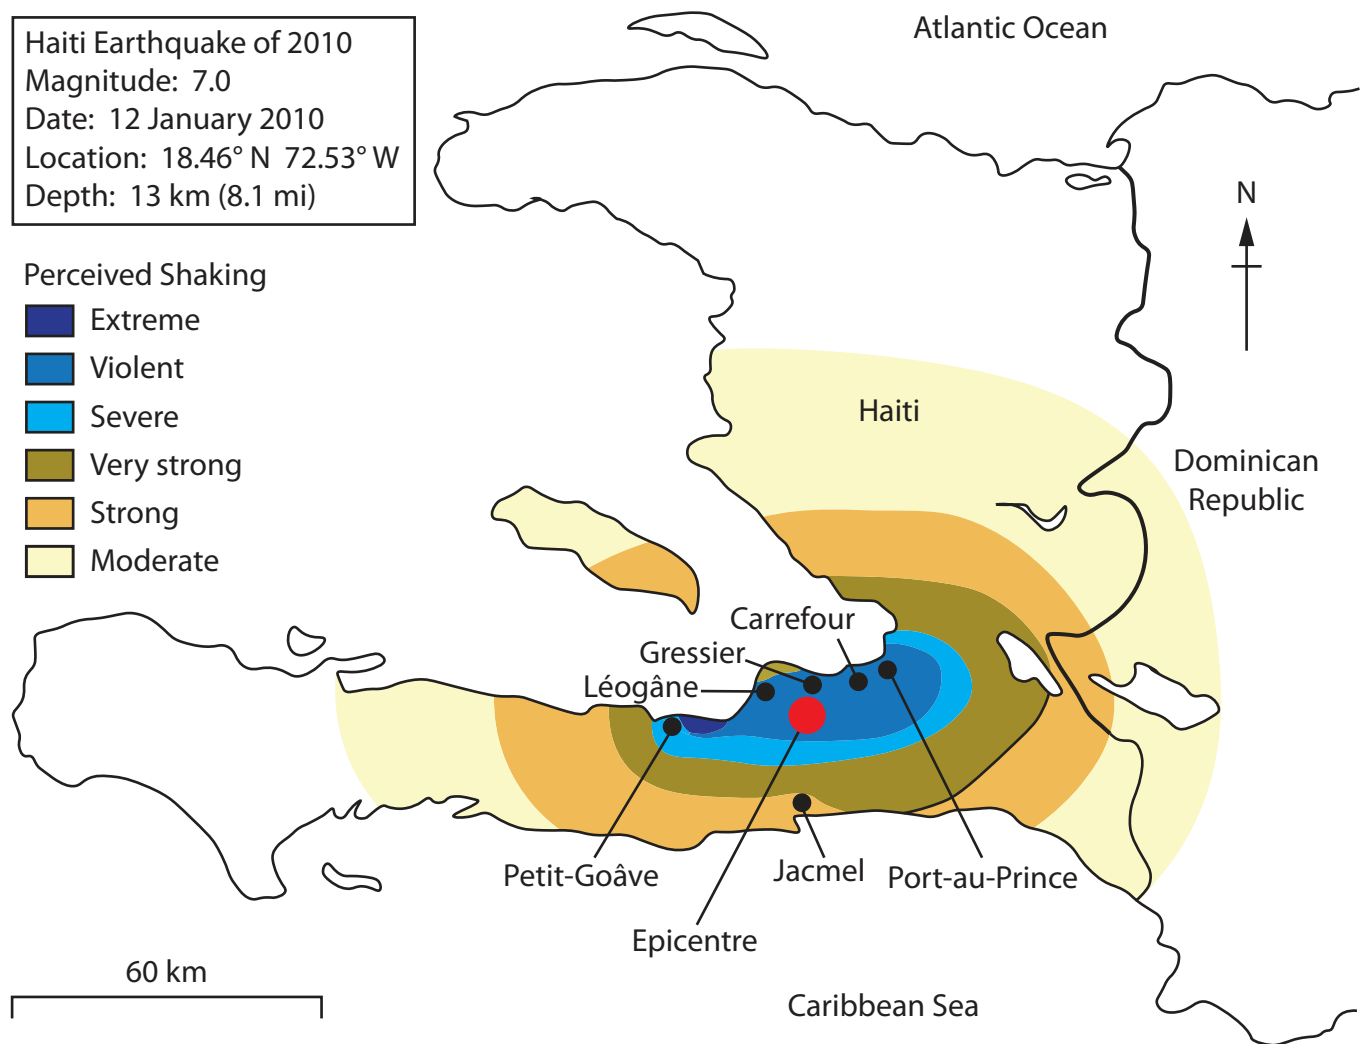 Haiti Earthquake of 2010
Magnitude: 7.0
Date: 12 January 2010
Location: 18.46° N 72.53° W
Depth: 13 km (8.1 mi)
Atlantic Ocean
N
Perceived Shaking
Extreme
Violent
Severe
Very strong
Strong
Moderate
Haiti
Dominican
Republic
Carrefour
Gressier
Léogâne
Petit-Goâve
Jacmel
Port-au-Prince
Epicentre
60 km
Caribbean Sea